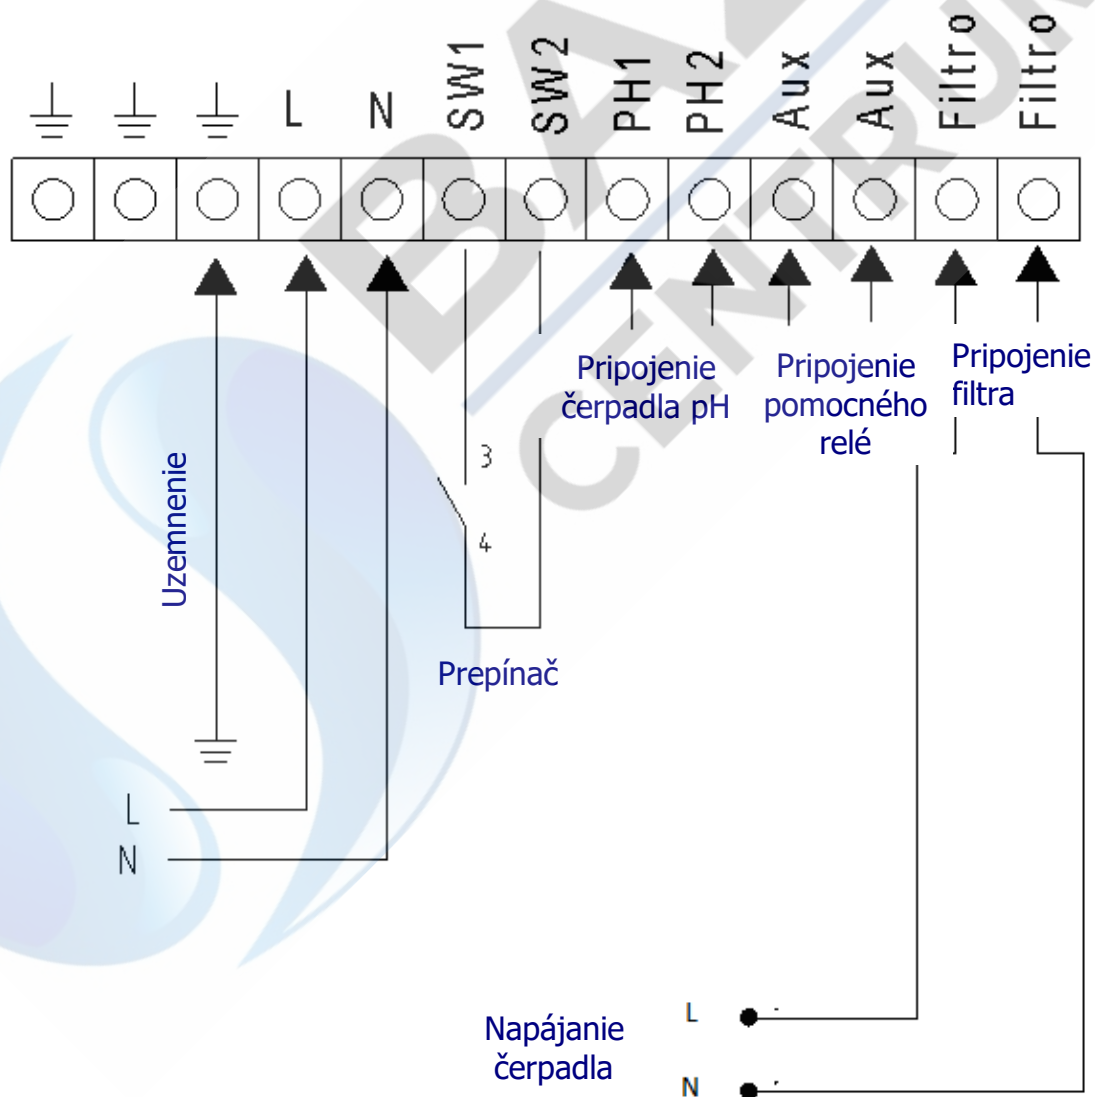 L
N
SW1
SW2
PH1
PH2
Aux
Aux
Filtro
Filtro
Pripojenie
čerpadla pH
Pripojenie
pomocného
relé
Pripojenie
filtra
Uzemnenie
3
4
Prepínač
L
N
Napájanie
čerpadla
L
N
CENTRUM